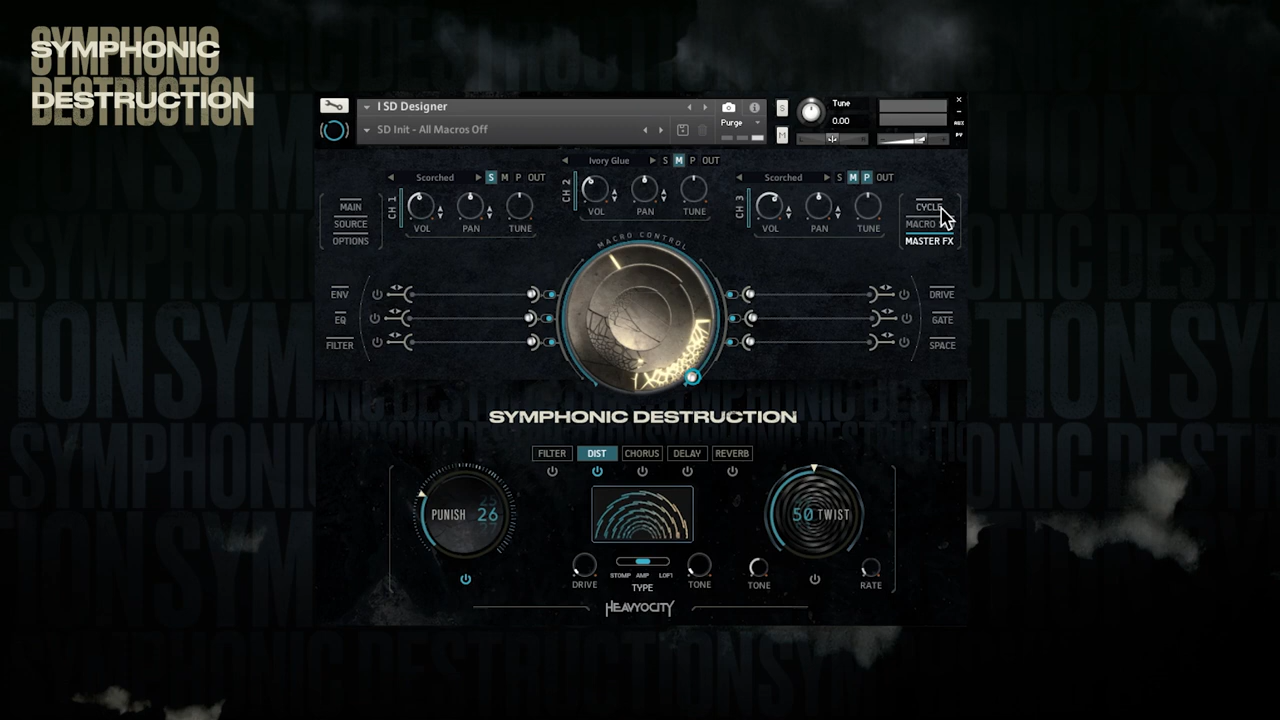 SYMPHONIC
DESTRUCTION
I SD Designer
SD Init - All Macros Off
Purge
S
M
Tune
0.00
AUX
PV
Scorched S M P OUT
Ivory Glue S M P OUT
Scorched S M P OUT
CH 1
VOL PAN TUNE
CH 2
VOL PAN TUNE
CH 3
VOL PAN TUNE
MAIN
SOURCE
OPTIONS
CYCLE
MACRO
MASTER FX
MACRO CONTROL
ENV
EQ
FILTER
DRIVE
GATE
SPACE
SYMPHONIC DESTRUCTION
FILTER DIST CHORUS DELAY REVERB
PUNISH 26
50 TWIST
DRIVE
STOMP AMP LOFI
TYPE
TONE
TONE
RATE
HEAVYOCITY